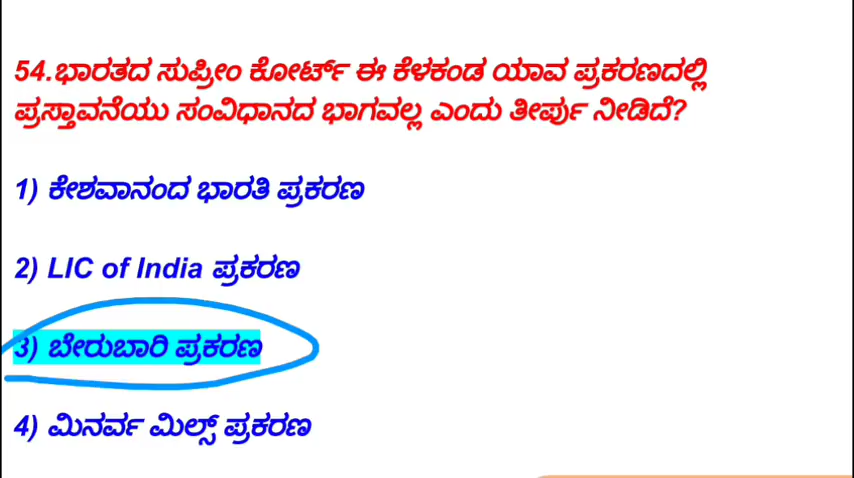 54.ಭಾರತದ ಸುಪ್ರೀಂ ಕೋರ್ಟ್ ಈ ಕೆಳಕಂಡ ಯಾವ ಪ್ರಕರಣದಲ್ಲಿ
ಪ್ರಸ್ತಾವನೆಯು ಸಂವಿಧಾನದ ಭಾಗವಲ್ಲ ಎಂದು ತೀರ್ಪು ನೀಡಿದೆ?
1) ಕೇಶವಾನಂದ ಭಾರತಿ ಪ್ರಕರಣ
2) LIC of India ಪ್ರಕರಣ
3) ಬೇರುಬಾರಿ ಪ್ರಕರಣ
4) ಮಿನರ್ವ ಮಿಲ್ಸ್ ಪ್ರಕರಣ